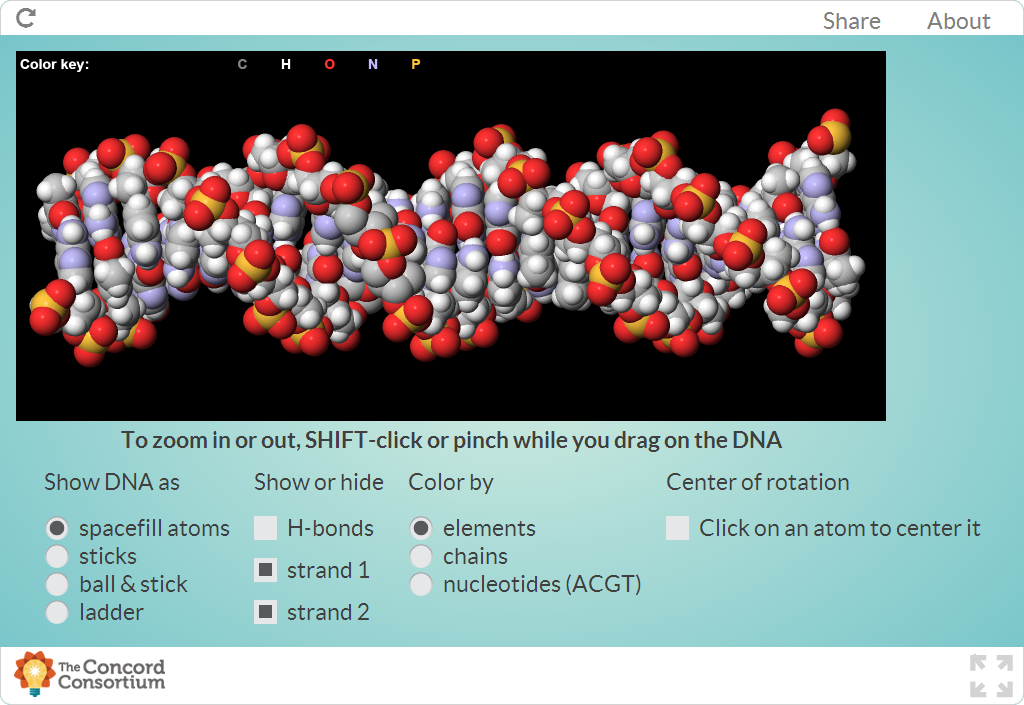 Share About
Color key: C H O N P
To zoom in or out, SHIFT-click or pinch while you drag on the DNA
Show DNA as
spacefill atoms
sticks
ball & stick
ladder
Show or hide
H-bonds
strand 1
strand 2
Color by
elements
chains
nucleotides (ACGT)
Center of rotation
Click on an atom to center it
The Concord
Consortium